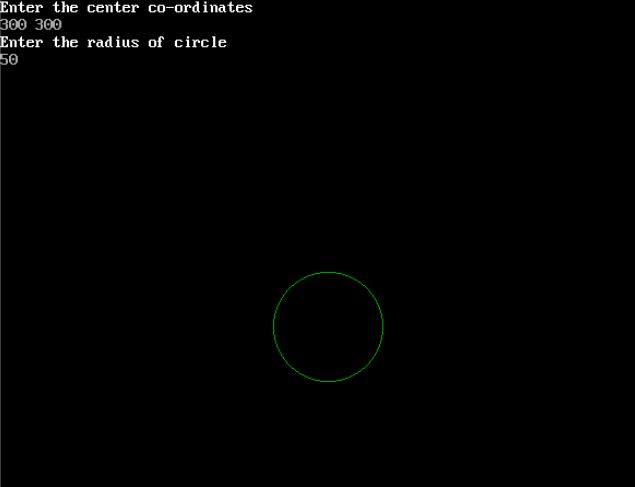 Enter the center co-ordinates
300 300
Enter the radius of circle
50